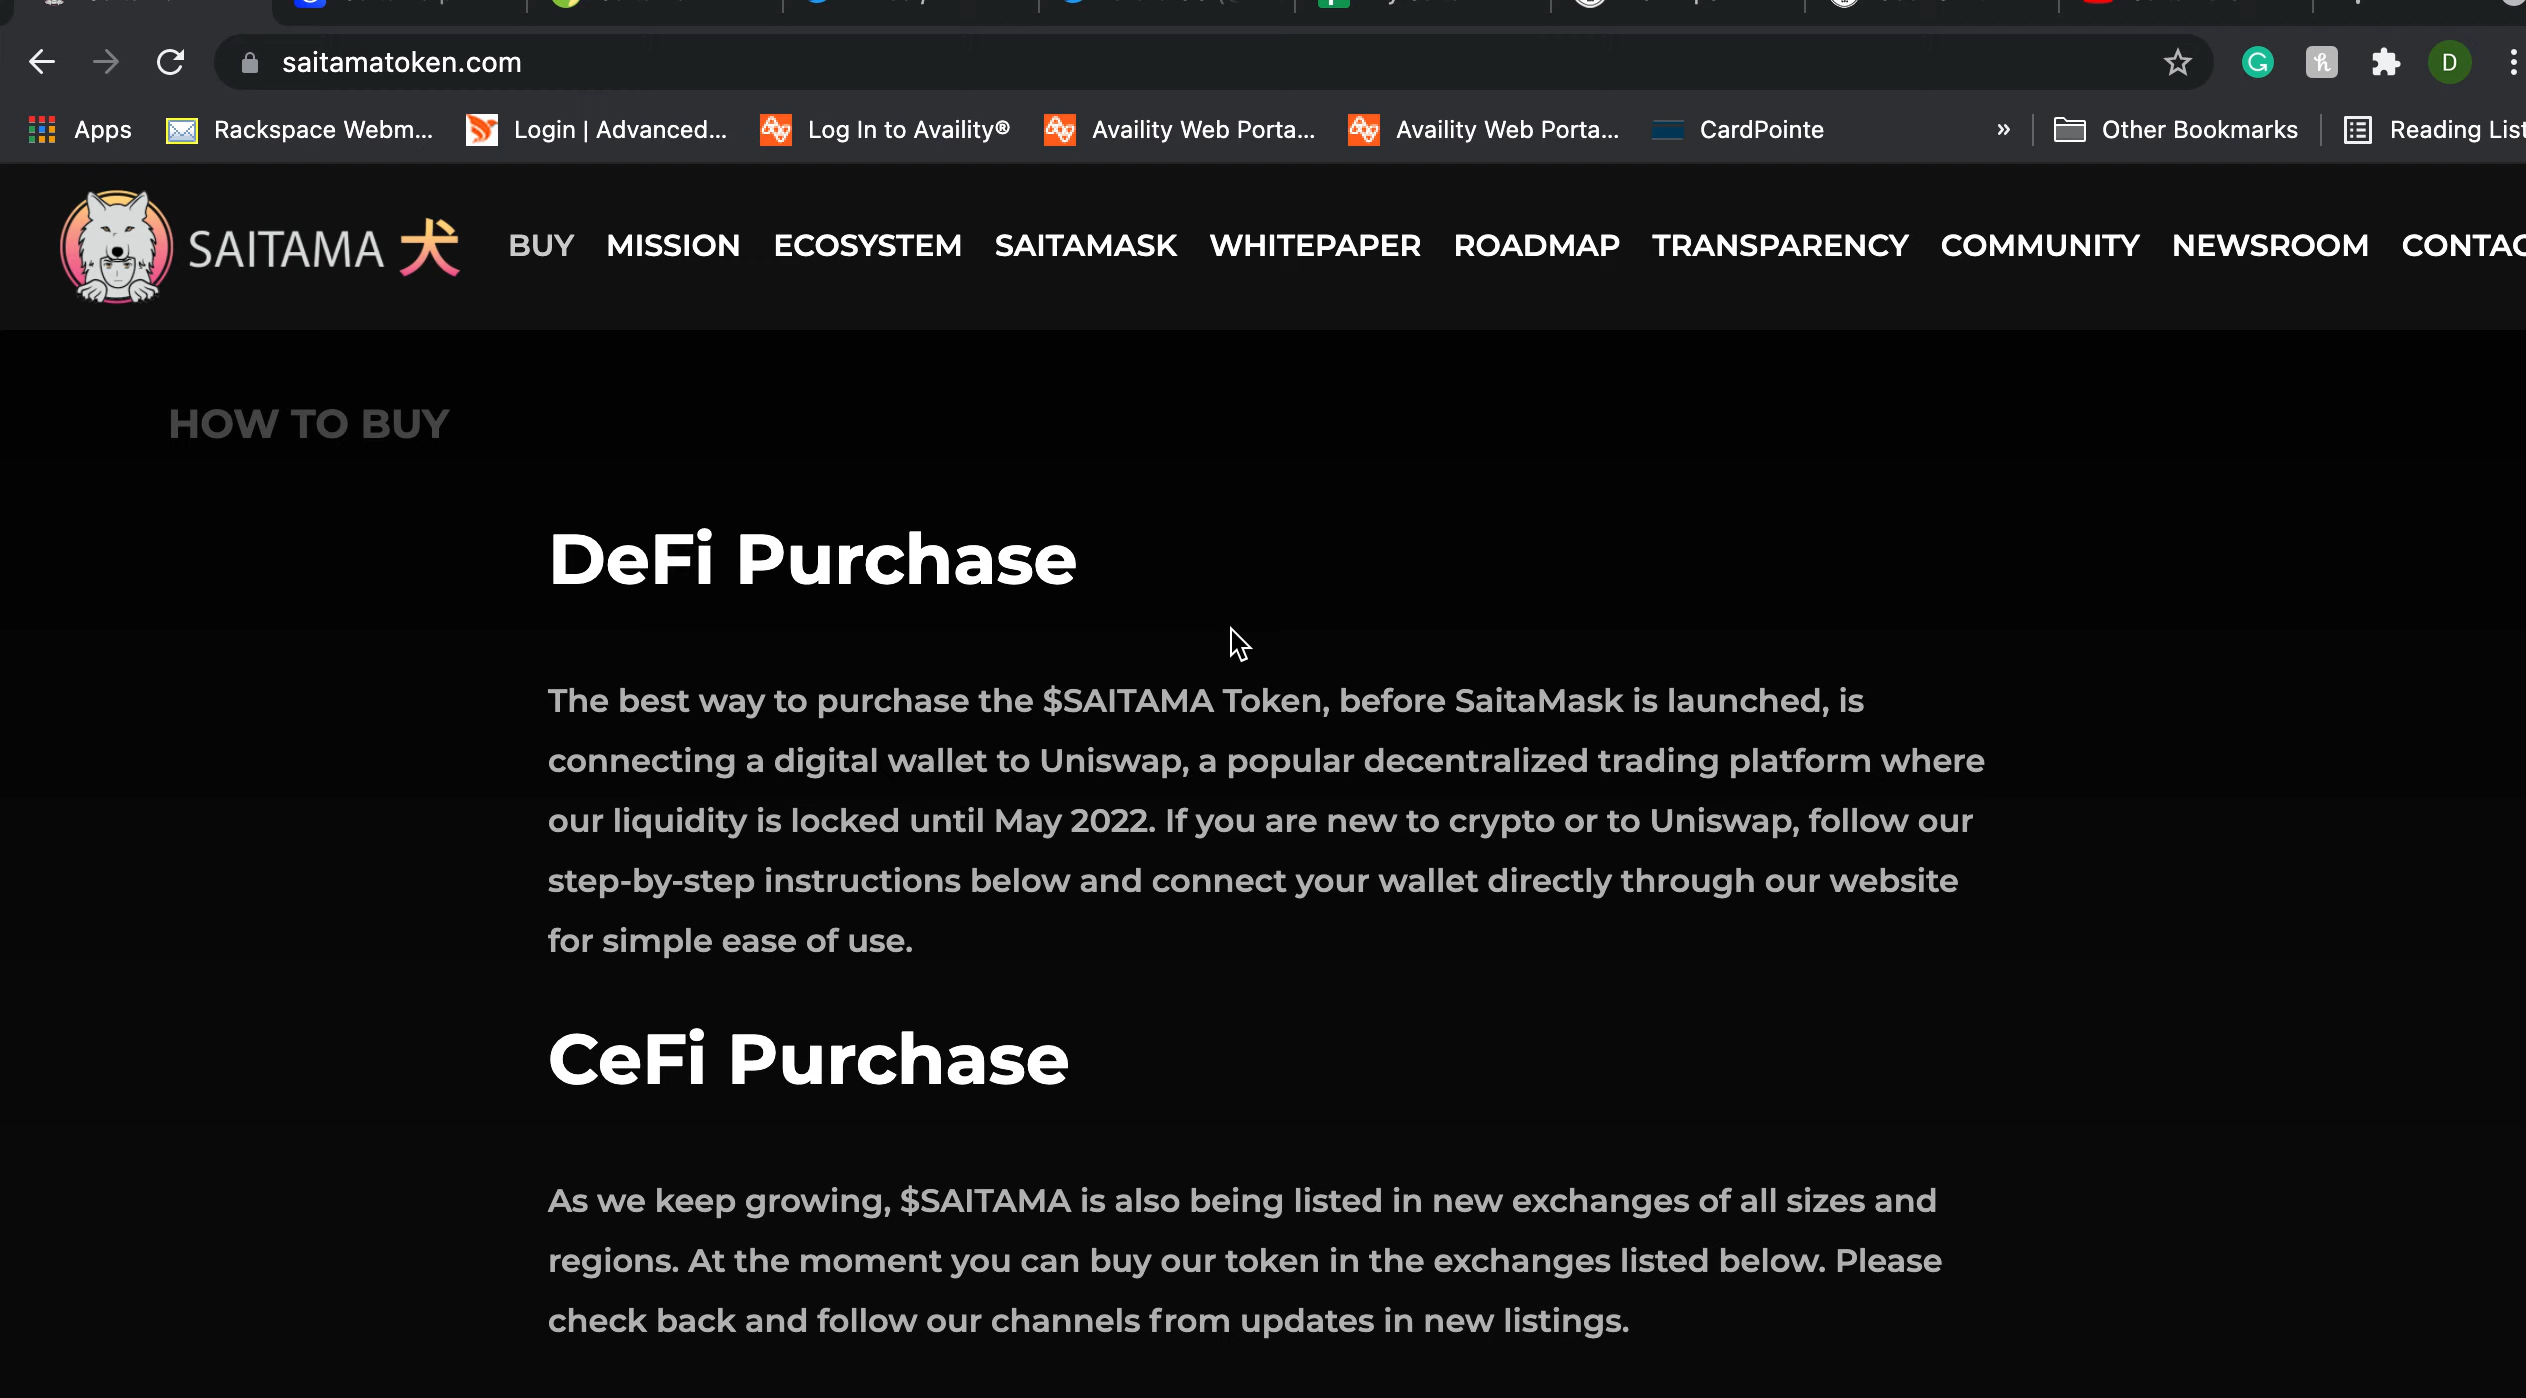 saitamatoken.com
D
Apps Rackspace Webm... Login | Advanced... Log In to Availity® Availity Web Porta... Availity Web Porta... CardPointe » Other Bookmarks Reading List
SAITAMA 犬 BUY MISSION ECOSYSTEM SAITAMASK WHITEPAPER ROADMAP TRANSPARENCY COMMUNITY NEWSROOM CONTAC
HOW TO BUY
DeFi Purchase
The best way to purchase the $SAITAMA Token, before SaitaMask is launched, is
connecting a digital wallet to Uniswap, a popular decentralized trading platform where
our liquidity is locked until May 2022. If you are new to crypto or to Uniswap, follow our
step-by-step instructions below and connect your wallet directly through our website
for simple ease of use.
CeFi Purchase
As we keep growing, $SAITAMA is also being listed in new exchanges of all sizes and
regions. At the moment you can buy our token in the exchanges listed below. Please
check back and follow our channels from updates in new listings.